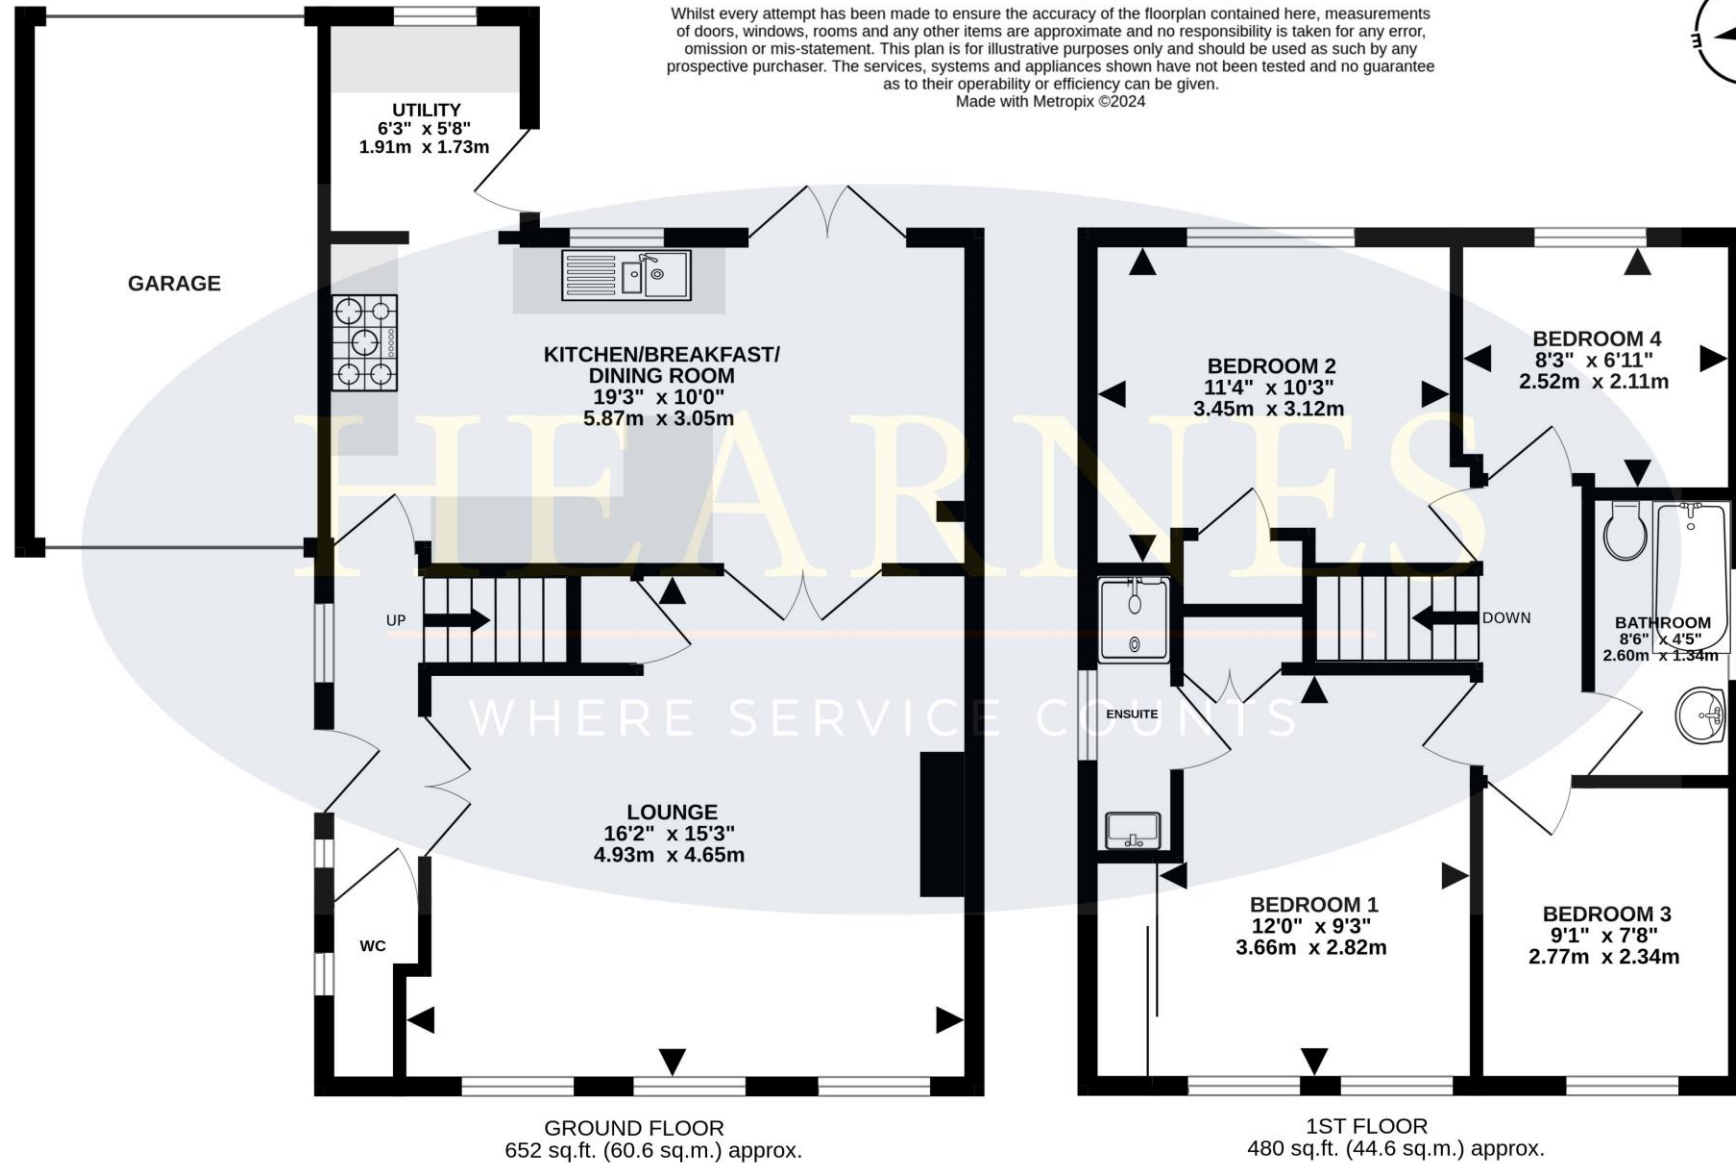 Whilst every attempt has been made to ensure the accuracy of the floorplan contained here, measurements
of doors, windows, rooms and any other items are approximate and no responsibility is taken for any error,
omission or mis-statement. This plan is for illustrative purposes only and should be used as such by any
prospective purchaser. The services, systems and appliances shown have not been tested and no guarantee
as to their operability or efficiency can be given.
Made with Metropix ©2024
E
UTILITY
6'3" x 5'8"
1.91m x 1.73m
GARAGE
KITCHEN/BREAKFAST/
DINING ROOM
19'3" x 10'0"
5.87m x 3.05m
UP
LOUNGE
16'2" x 15'3"
4.93m x 4.65m
WC
BEDROOM 2
11'4" x 10'3"
3.45m x 3.12m
BEDROOM 4
8'3" x 6'11"
2.52m x 2.11m
DOWN
BATHROOM
8'6" x 4'5"
2.60m x 1.34m
ENSUITE
BEDROOM 1
12'0" x 9'3"
3.66m x 2.82m
BEDROOM 3
9'1" x 7'8"
2.77m x 2.34m
HEARNES
WHERE SERVICE COUNTS
GROUND FLOOR
652 sq.ft. (60.6 sq.m.) approx.
1ST FLOOR
480 sq.ft. (44.6 sq.m.) approx.